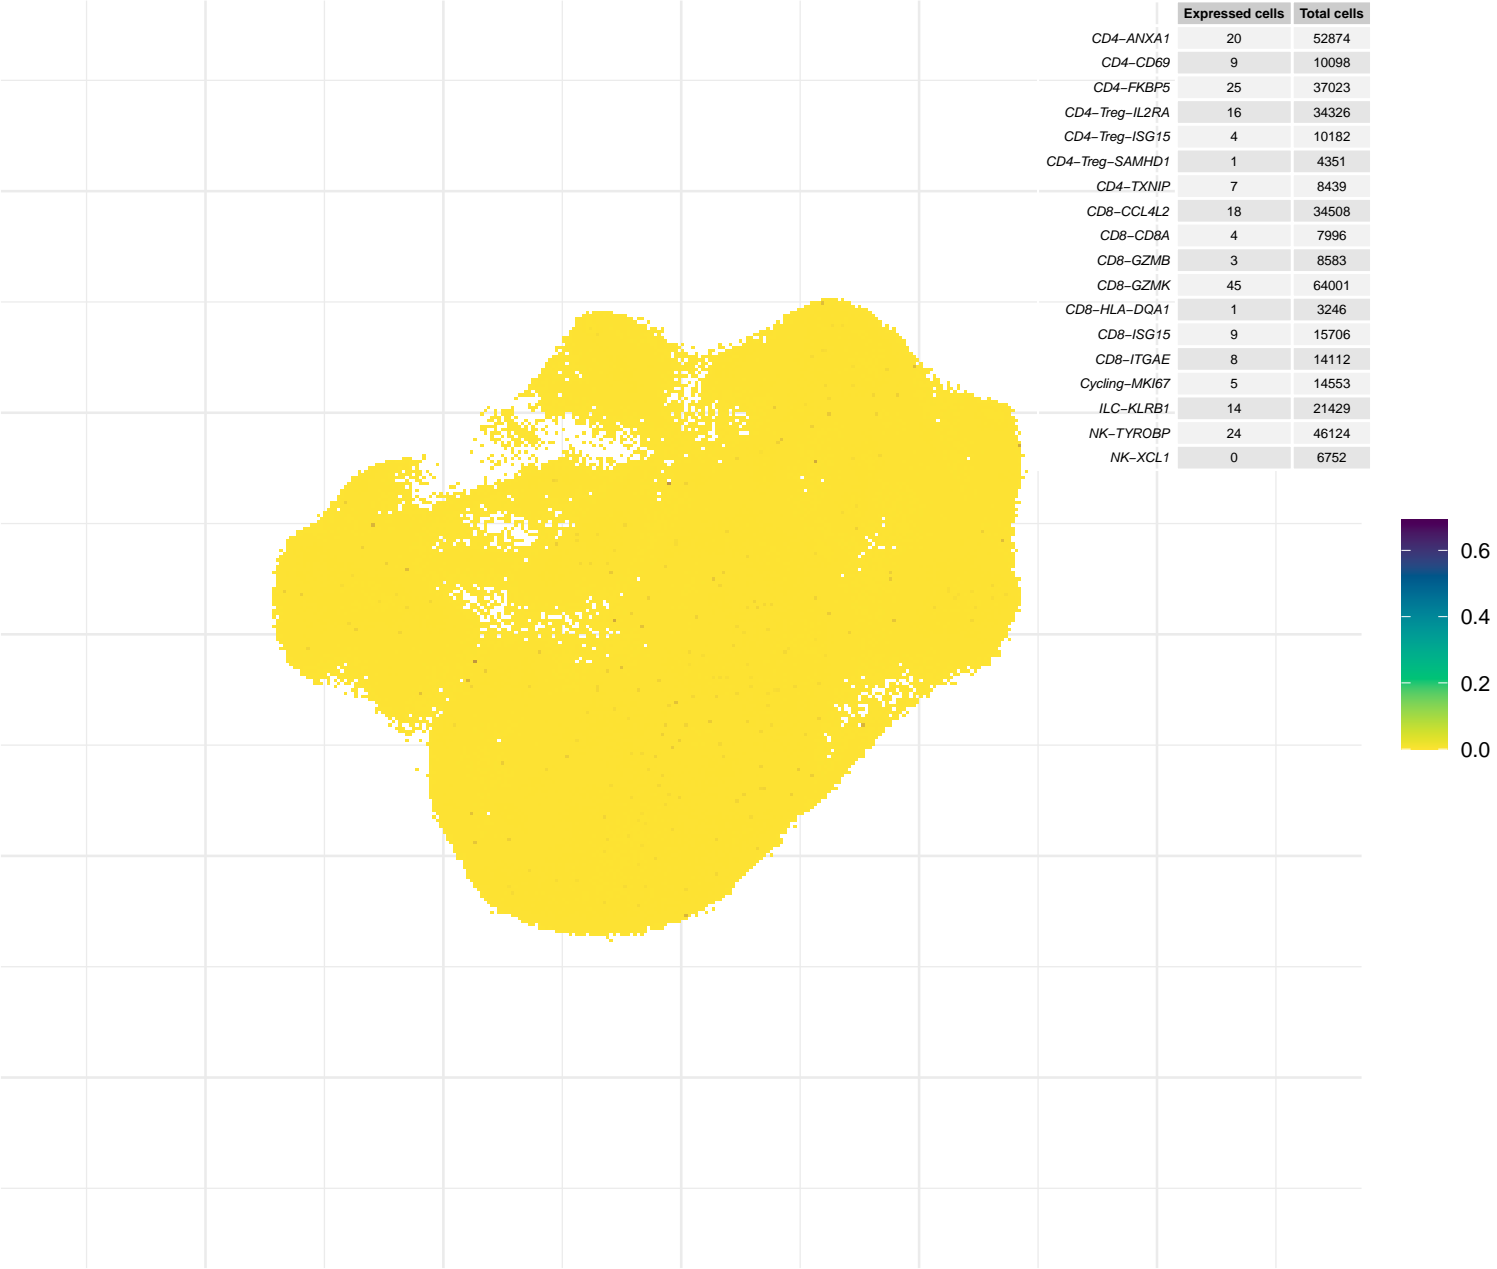 Expressed cells Total cells
CD4−ANXA1 20 52874
CD4−CD69 9 10098
CD4−FKBP5 25 37023
CD4−Treg−IL2RA 16 34326
CD4−Treg−ISG15 4 10182
CD4−Treg−SAMHD1 1 4351
CD4−TXNIP 7 8439
CD8−CCL4L2 18 34508
CD8−CD8A 4 7996
CD8−GZMB 3 8583
CD8−GZMK 45 64001
CD8−HLA−DQA1 1 3246
CD8−ISG15 9 15706
CD8−ITGAE 8 14112
Cycling−MKI67 5 14553
ILC−KLRB1 14 21429
NK−TYROBP 24 46124
NK−XCL1 0 6752
0.6
0.4
0.2
0.0